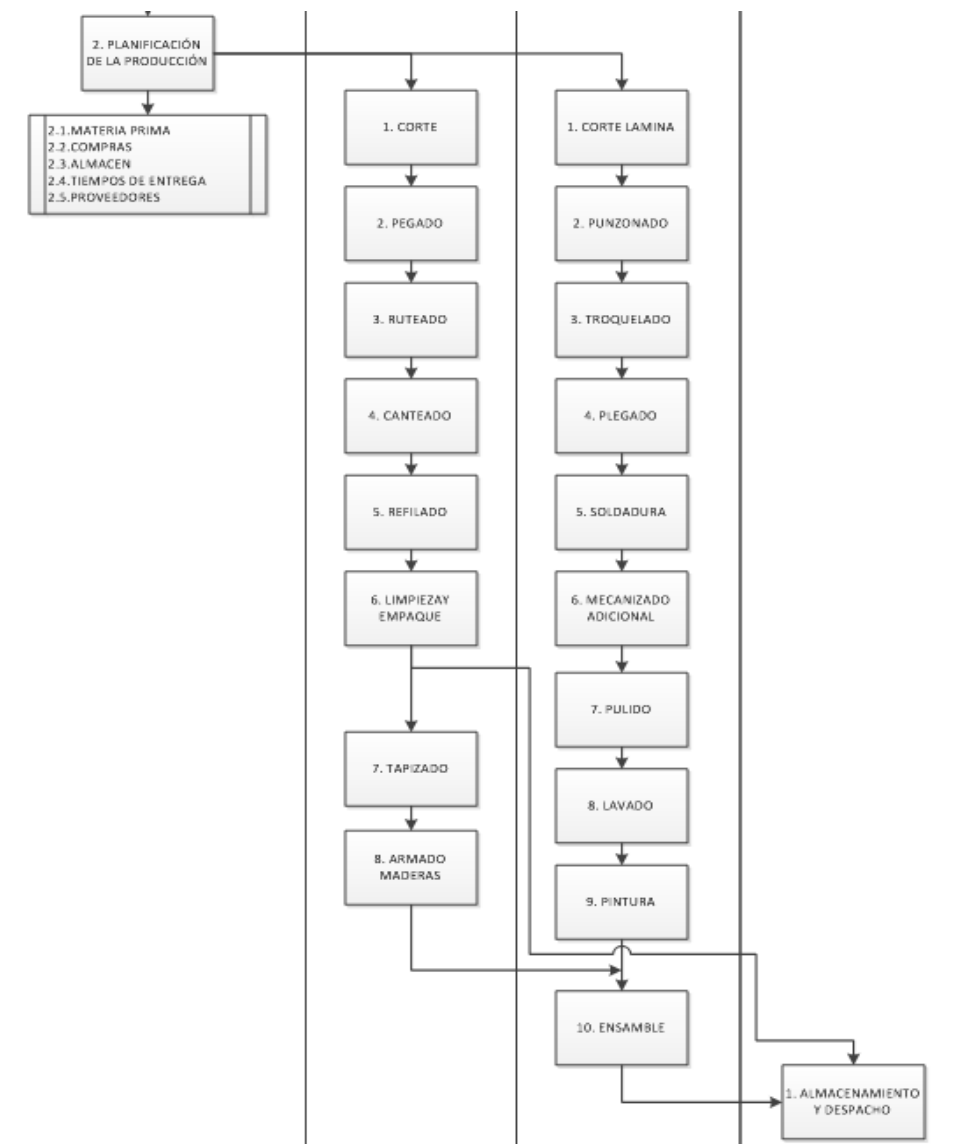 2. PLANIFICACIÓN
DE LA PRODUCCIÓN
2.1.MATERIA PRIMA
2.2.COMPRAS
2.3.ALMACEN
2.4.TIEMPOS DE ENTREGA
2.5.PROVEEDORES
1. CORTE
2. PEGADO
3. RUTEADO
4. CANTEADO
5. REFILADO
6. LIMPIEZAY
EMPAQUE
7. TAPIZADO
8. ARMADO
MADERAS
1. CORTE LAMINA
2. PUNZONADO
3. TROQUELADO
4. PLEGADO
5. SOLDADURA
6. MECANIZADO
ADICIONAL
7. PULIDO
8. LAVADO
9. PINTURA
10. ENSAMBLE
1. ALMACENAMIENTO
Y DESPACHO